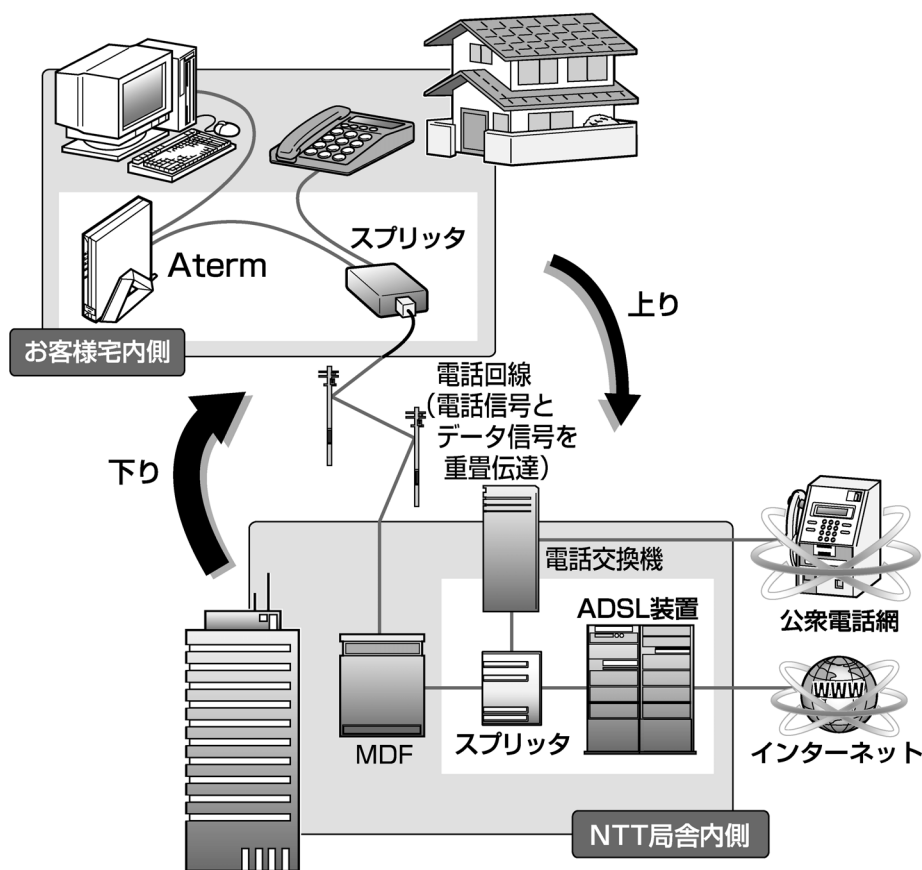 スプリッタ
Aterm
お客様宅内側
上り
電話回線
（電話信号と
データ信号を
重畳伝達）
下り
電話交換機
ADSL装置
公衆電話網
MDF
スプリッタ
WWW
インターネット
NTT局舎内側